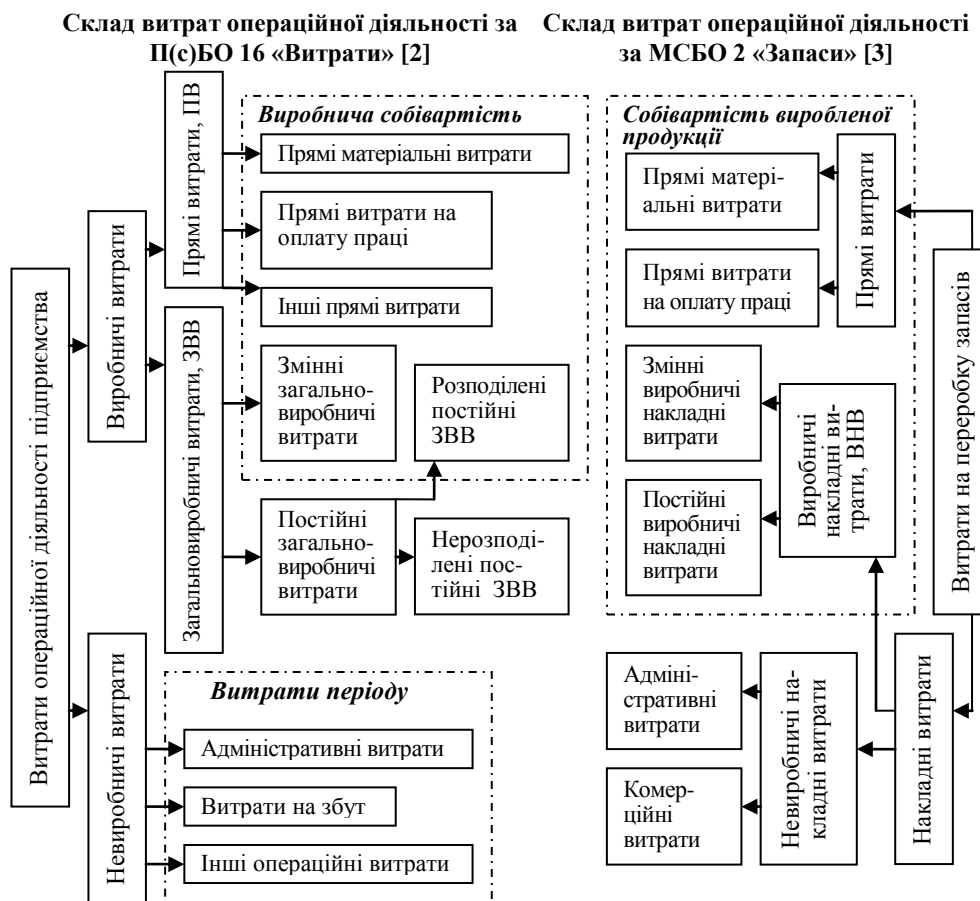 Склад витрат операційної діяльності за
П(с)БО 16 «Витрати» [2]
Витрати операційної діяльності підприємства
Виробничі витрати
Невиробничі витрати
Прямі витрати, ПВ
Загальновиробничі витрати, ЗВВ
Виробнича собівартість
Прямі матеріальні витрати
Прямі витрати на
оплату праці
Інші прямі витрати
Змінні
загально-
виробничі
витрати
Розподілені
постійні
ЗВВ
Постійні
загально-
виробничі
витрати
Нерозподі-
лені пос-
тійні ЗВВ
Витрати періоду
Адміністративні витрати
Витрати на збут
Інші операційні витрати
Склад витрат операційної діяльності
за МСБО 2 «Запаси» [3]
Собівартість виробленої
продукції
Прямі матері-
альні витрати
Прямі витрати
на оплату праці
Прямі витрати
Змінні
виробничі
накладні
витрати
Постійні
виробничі
накладні
витрати
Виробничі
накладні ви-
трати, ВНВ
Витрати на переробку запасів
Адміні-
стративні
витрати
Комер-
ційні
витрати
Невиробничі на-
кладні витрати
Накладні витрати